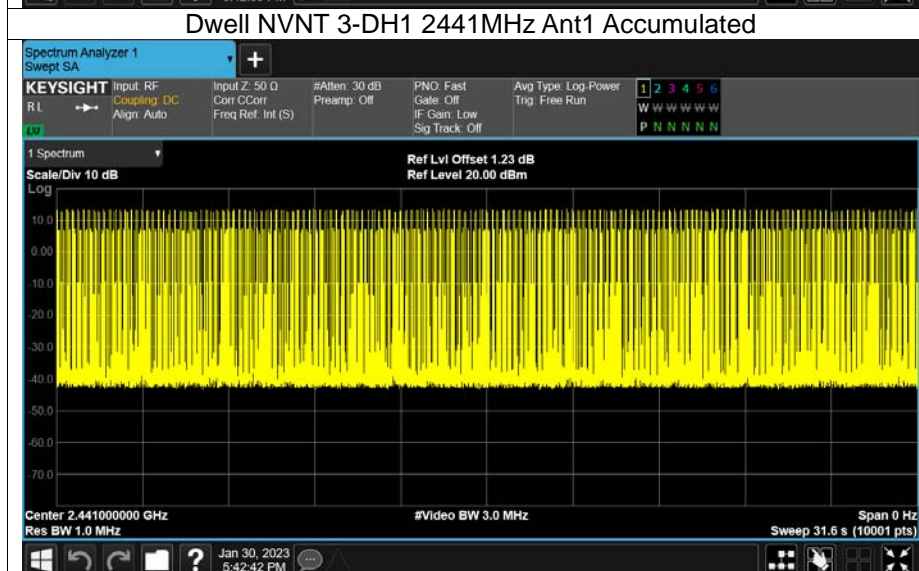 Dwell NVNT 3-DH1 2441MHz Ant1 Accumulated
Spectrum Analyzer 1
Swept SA
+
KEYSIGHT
R L
LXI
Input: RF
Coupling: DC
Align: Auto
Input Z: 50 Ω
Corr CCorr
Freq Ref: Int (S)
#Atten: 30 dB
Preamp: Off
PNO: Fast
Gate: Off
IF Gain: Low
Sig Track: Off
Avg Type: Log-Power
Trig: Free Run
1 2 3 4 5 6
W W W W W W
P N N N N N
1 Spectrum
Scale/Div 10 dB
Ref Lvl Offset 1.23 dB
Ref Level 20.00 dBm
Log
10.0
0.00
-10.0
-20.0
-30.0
-40.0
-50.0
-60.0
-70.0
Center 2.441000000 GHz
Res BW 1.0 MHz
#Video BW 3.0 MHz
Span 0 Hz
Sweep 31.6 s (10001 pts)
?
Jan 30, 2023
5:42:42 PM